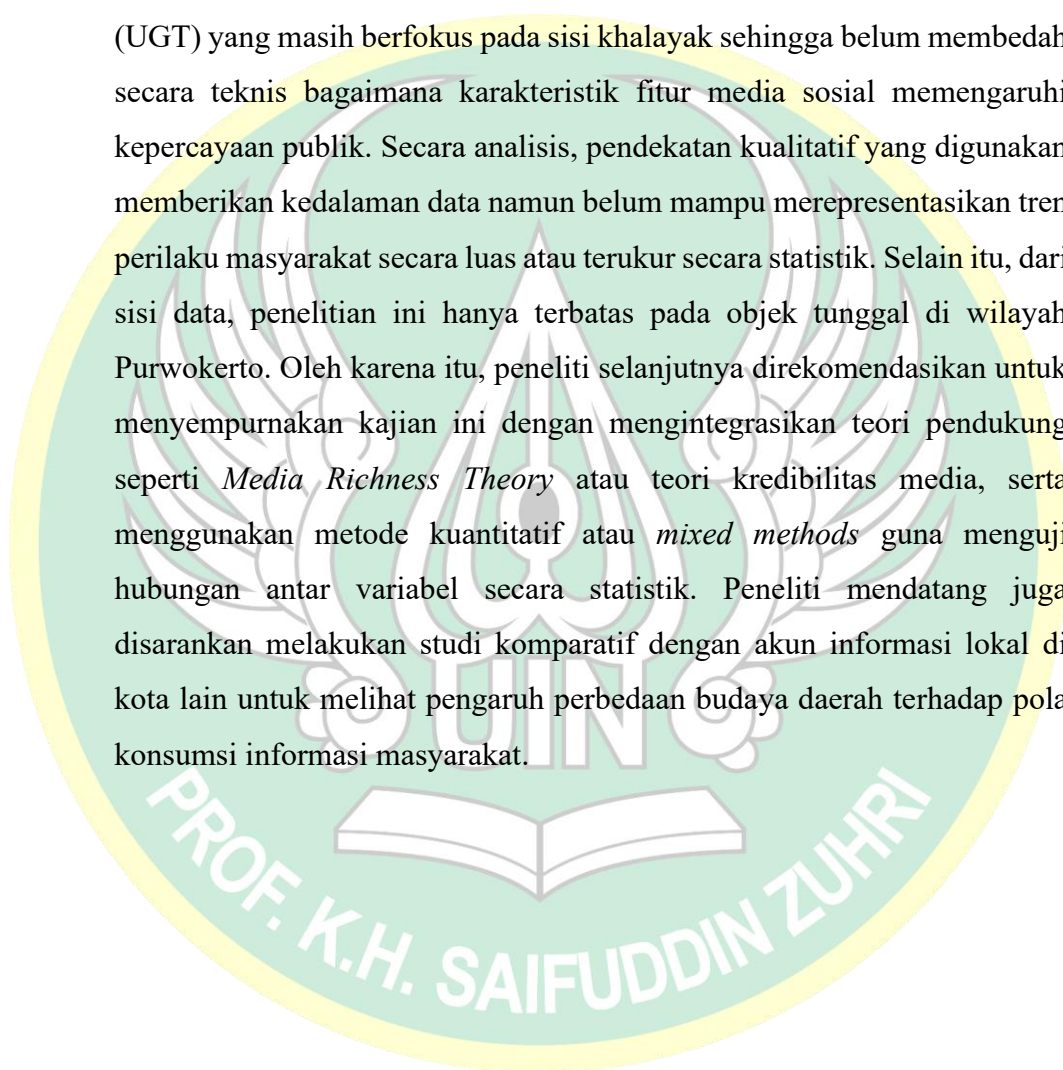 (UGT) yang masih berfokus pada sisi khalayak sehingga belum membedah
secara teknis bagaimana karakteristik fitur media sosial memengaruhi
kepercayaan publik. Secara analisis, pendekatan kualitatif yang digunakan
memberikan kedalaman data namun belum mampu merepresentasikan tren
perilaku masyarakat secara luas atau terukur secara statistik. Selain itu, dari
sisi data, penelitian ini hanya terbatas pada objek tunggal di wilayah
Purwokerto. Oleh karena itu, peneliti selanjutnya direkomendasikan untuk
menyempurnakan kajian ini dengan mengintegrasikan teori pendukung
seperti Media Richness Theory atau teori kredibilitas media, serta
menggunakan metode kuantitatif atau mixed methods guna menguji
hubungan antar variabel secara statistik. Peneliti mendatang juga
disarankan melakukan studi komparatif dengan akun informasi lokal di
kota lain untuk melihat pengaruh perbedaan budaya daerah terhadap pola
konsumsi informasi masyarakat.
UIN
PROF. K.H. SAIFUDDIN ZUHRI